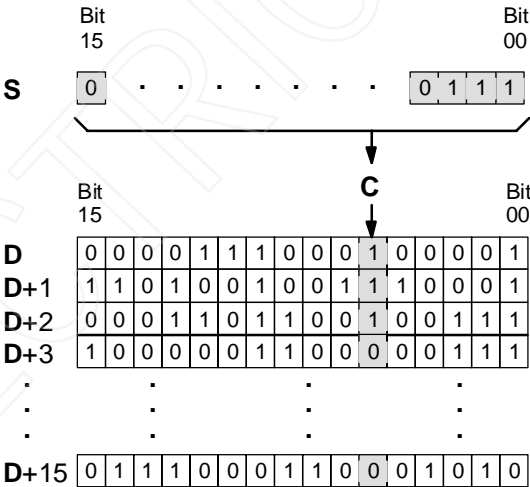 Bit Bit
15 00
S 0 . . . . . . . 0 1 1 1
C
Bit Bit
15 00
D 0 0 0 0 1 1 1 0 0 0 1 0 0 0 0 1
D+1 1 1 0 1 0 0 1 0 0 1 1 1 0 0 0 1
D+2 0 0 0 1 1 0 1 1 0 0 1 0 0 1 1 1
D+3 1 0 0 0 0 0 1 1 0 0 0 0 0 1 1 1
. . . .
. . . .
. . . .
D+15 0 1 1 1 0 0 0 1 1 0 0 0 1 0 1 0